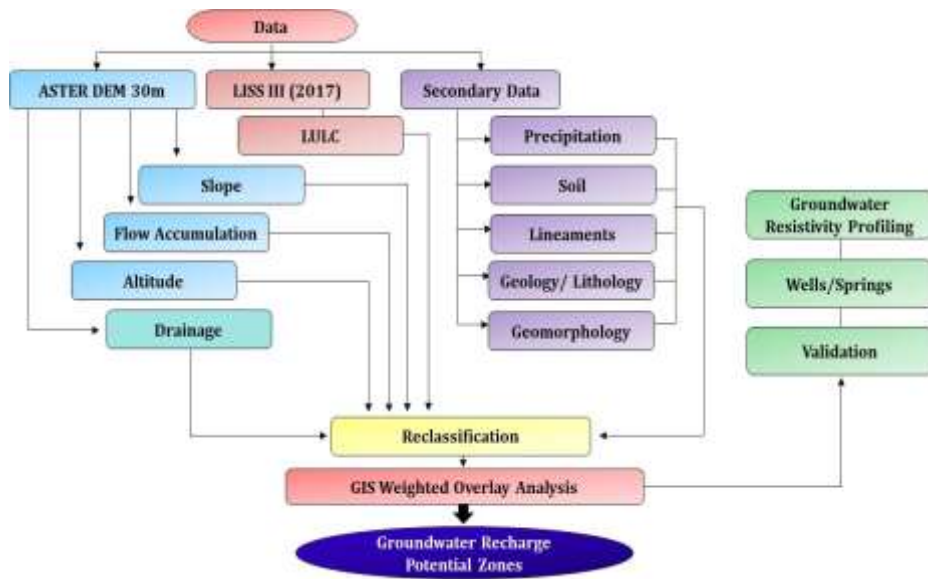 Data
ASTER DEM 30m
LISS III (2017)
Secondary Data
LULC
Precipitation
Slope
Soil
Flow Accumulation
Lineaments
Altitude
Geology/ Lithology
Drainage
Geomorphology
Groundwater
Resistivity Profiling
Wells/Springs
Validation
Reclassification
GIS Weighted Overlay Analysis
Groundwater Recharge
Potential Zones